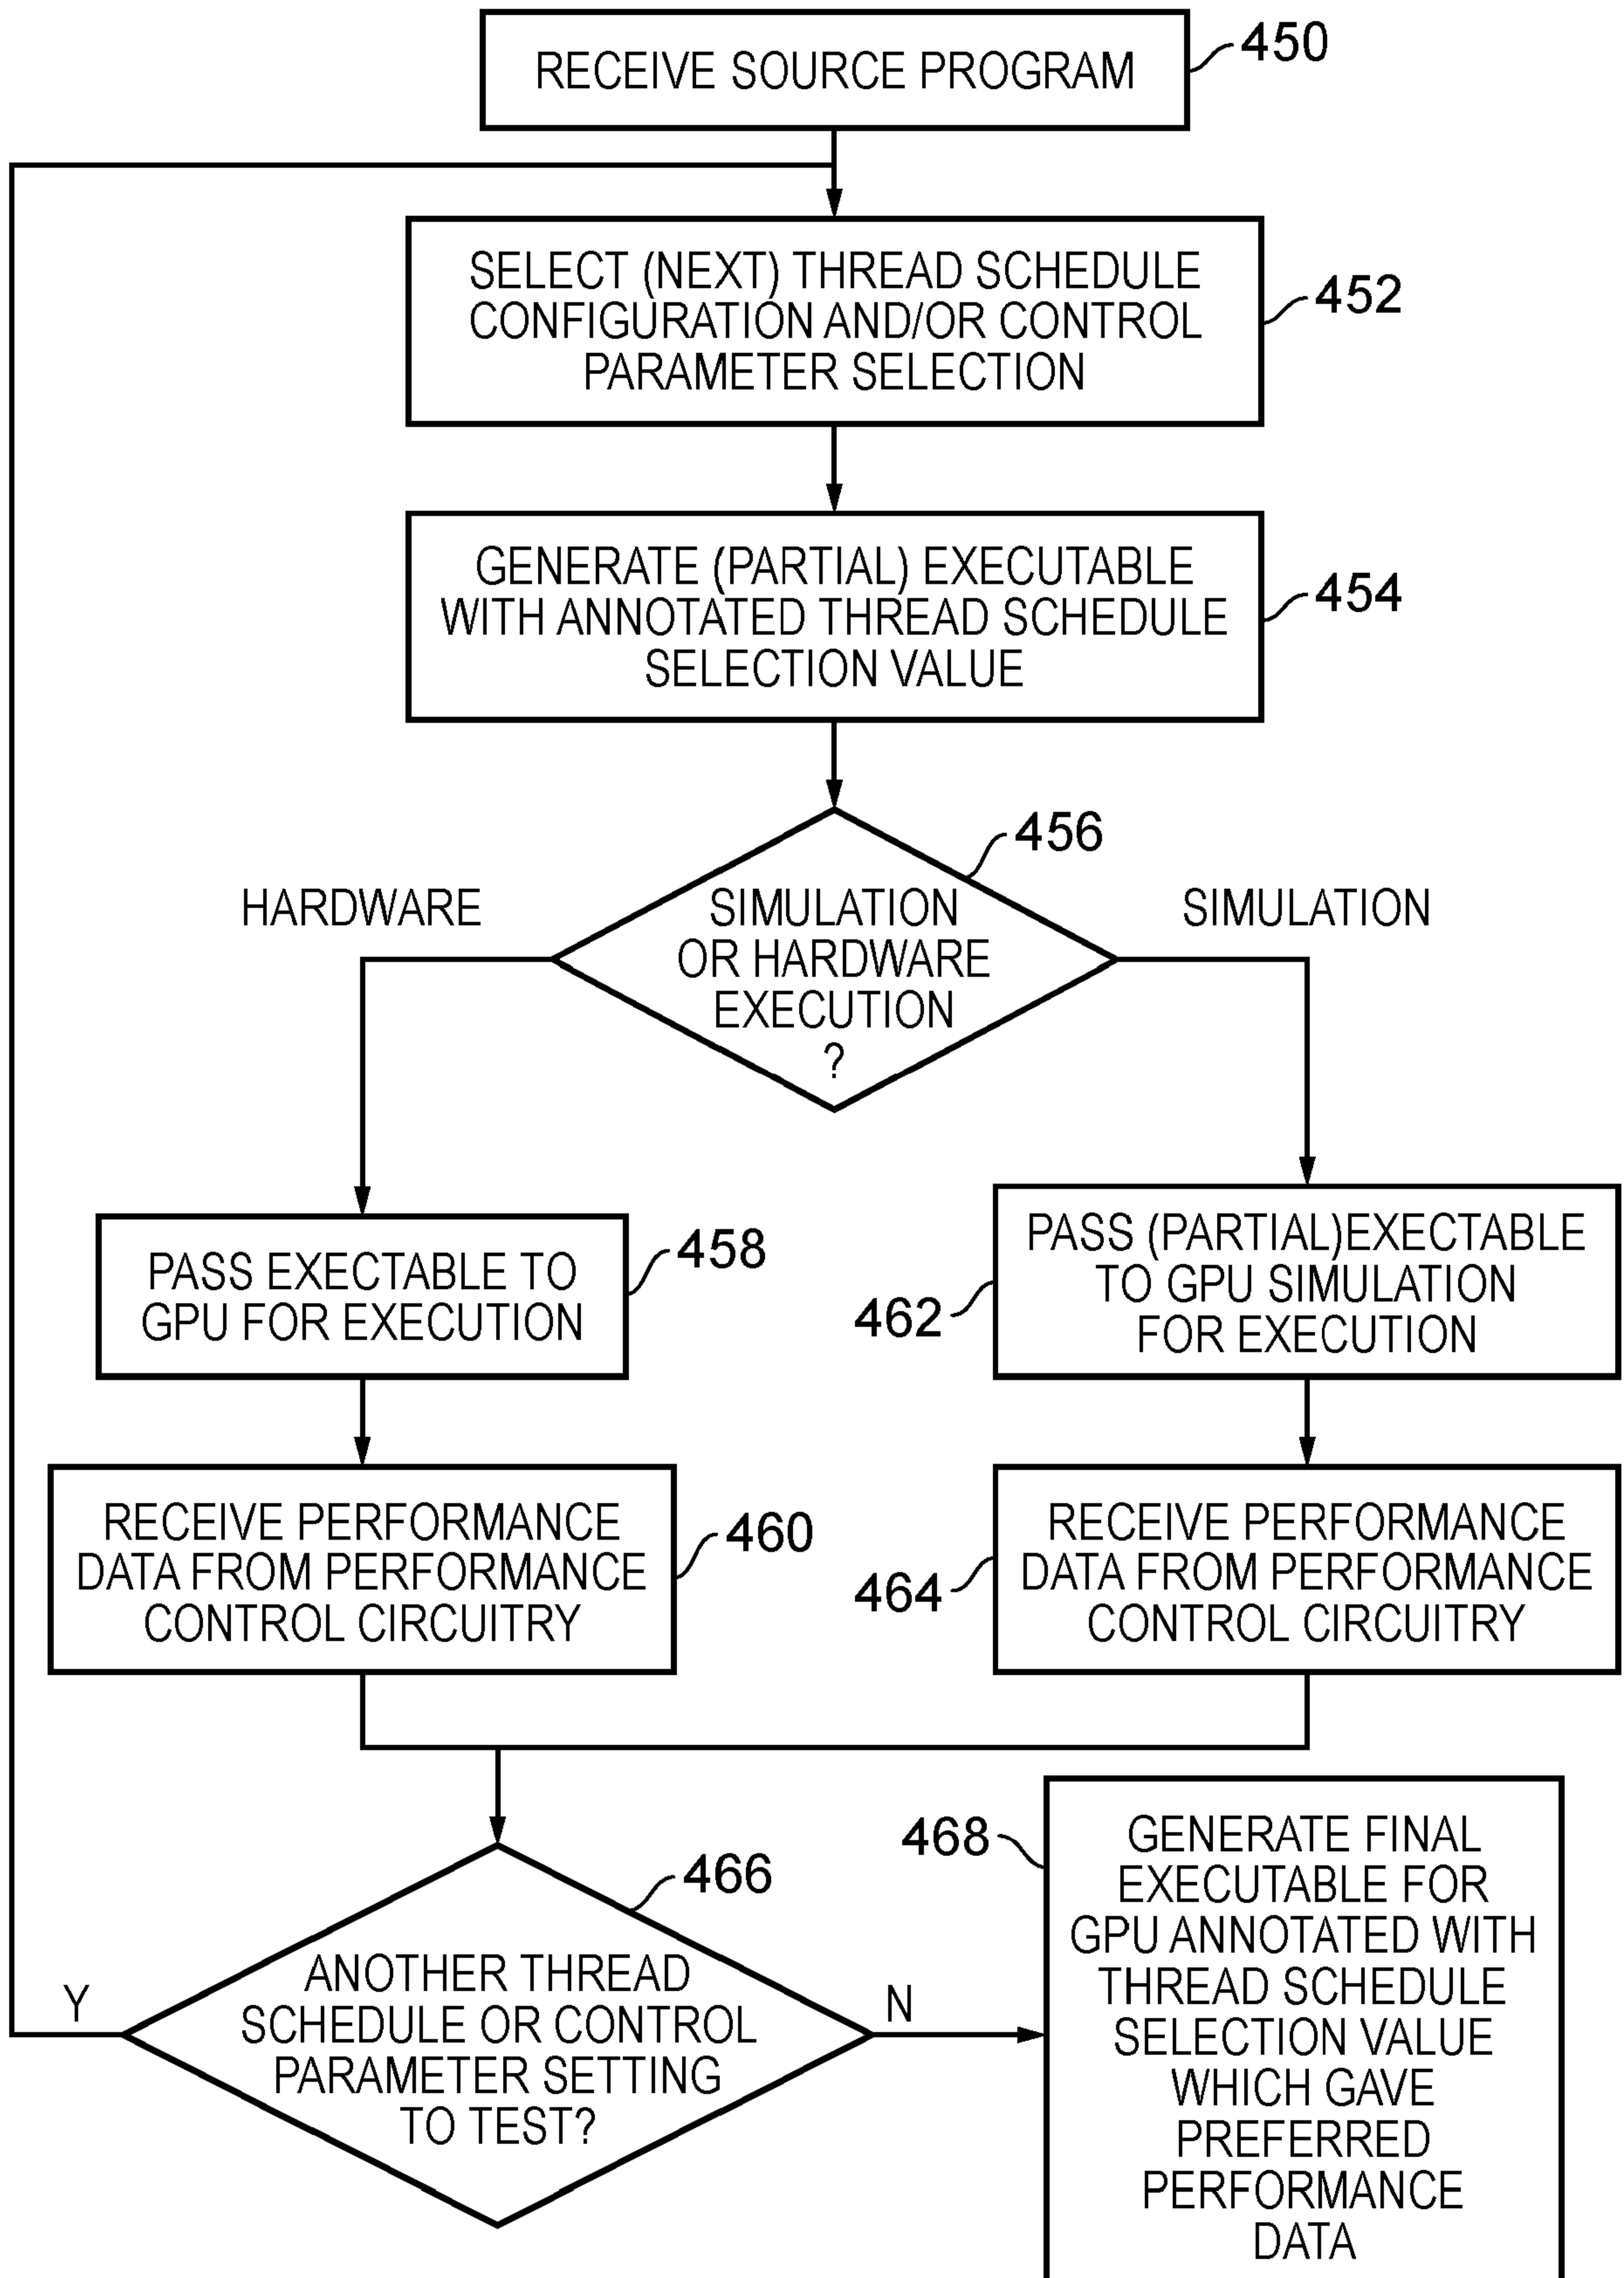 RECEIVE SOURCE PROGRAM
450
SELECT (NEXT) THREAD SCHEDULE
CONFIGURATION AND/OR CONTROL
PARAMETER SELECTION
452
GENERATE (PARTIAL) EXECUTABLE
WITH ANNOTATED THREAD SCHEDULE
SELECTION VALUE
454
456
HARDWARE
SIMULATION
OR HARDWARE
EXECUTION
?
SIMULATION
PASS EXECTABLE TO
GPU FOR EXECUTION
458
PASS (PARTIAL)EXECTABLE
TO GPU SIMULATION
FOR EXECUTION
462
RECEIVE PERFORMANCE
DATA FROM PERFORMANCE
CONTROL CIRCUITRY
460
RECEIVE PERFORMANCE
DATA FROM PERFORMANCE
CONTROL CIRCUITRY
464
466
ANOTHER THREAD
SCHEDULE OR CONTROL
PARAMETER SETTING
TO TEST?
Y
N
468
GENERATE FINAL
EXECUTABLE FOR
GPU ANNOTATED WITH
THREAD SCHEDULE
SELECTION VALUE
WHICH GAVE
PREFERRED
PERFORMANCE
DATA